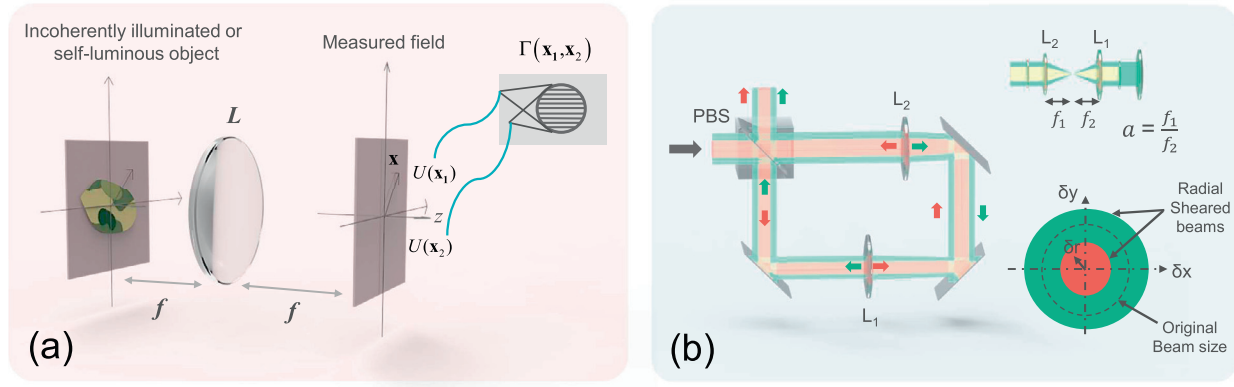 Incoherently illuminated or
self-luminous object
Measured field
Γ(x₁,x₂)
L
x
U(x₁)
z
U(x₂)
f
f
(a)
PBS
L₂
L₁
L₂
L₁
f₁
f₂
a = f₁/f₂
δy
Radial
Sheared
beams
δr
δx
Original
Beam size
(b)